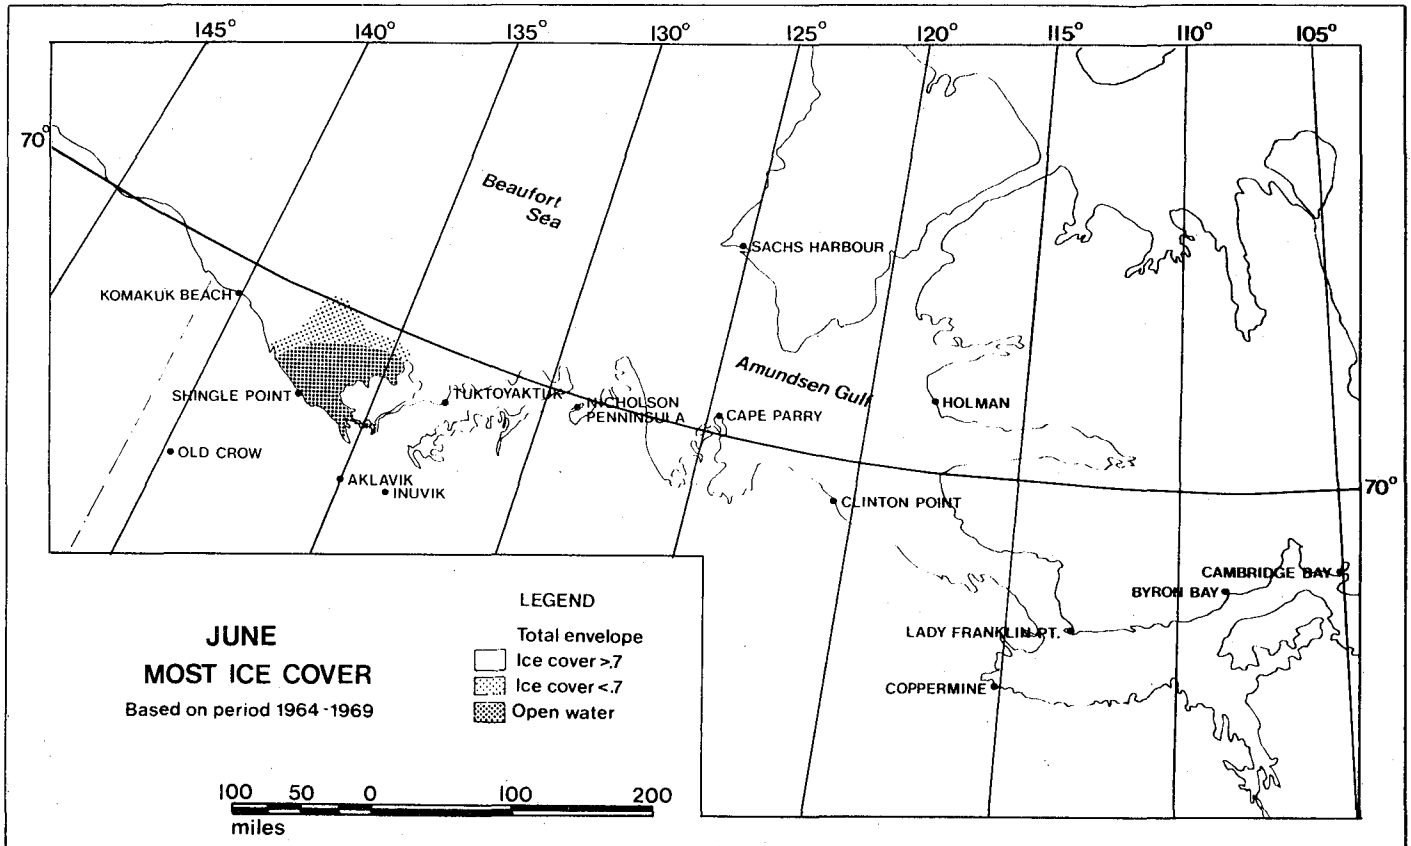 145° 140° 135° 130° 125° 120° 115° 110° 105°
70°
Beaufort
Sea
SACHS HARBOUR
KOMAKUK BEACH
Amundsen Gulf
SHINGLE POINT
TUKTOYAKTUK
NICHOLSON
PENNINSULA
CAPE PARRY
HOLMAN
OLD CROW
AKLAVIK
INUVIK
CLINTON POINT
70°
CAMBRIDGE BAY
BYRON BAY
LADY FRANKLIN PT.
COPPERMINE
JUNE
MOST ICE COVER
Based on period 1964-1969
LEGEND
Total envelope
Ice cover >.7
Ice cover <.7
Open water
100 50 0 100 200
miles